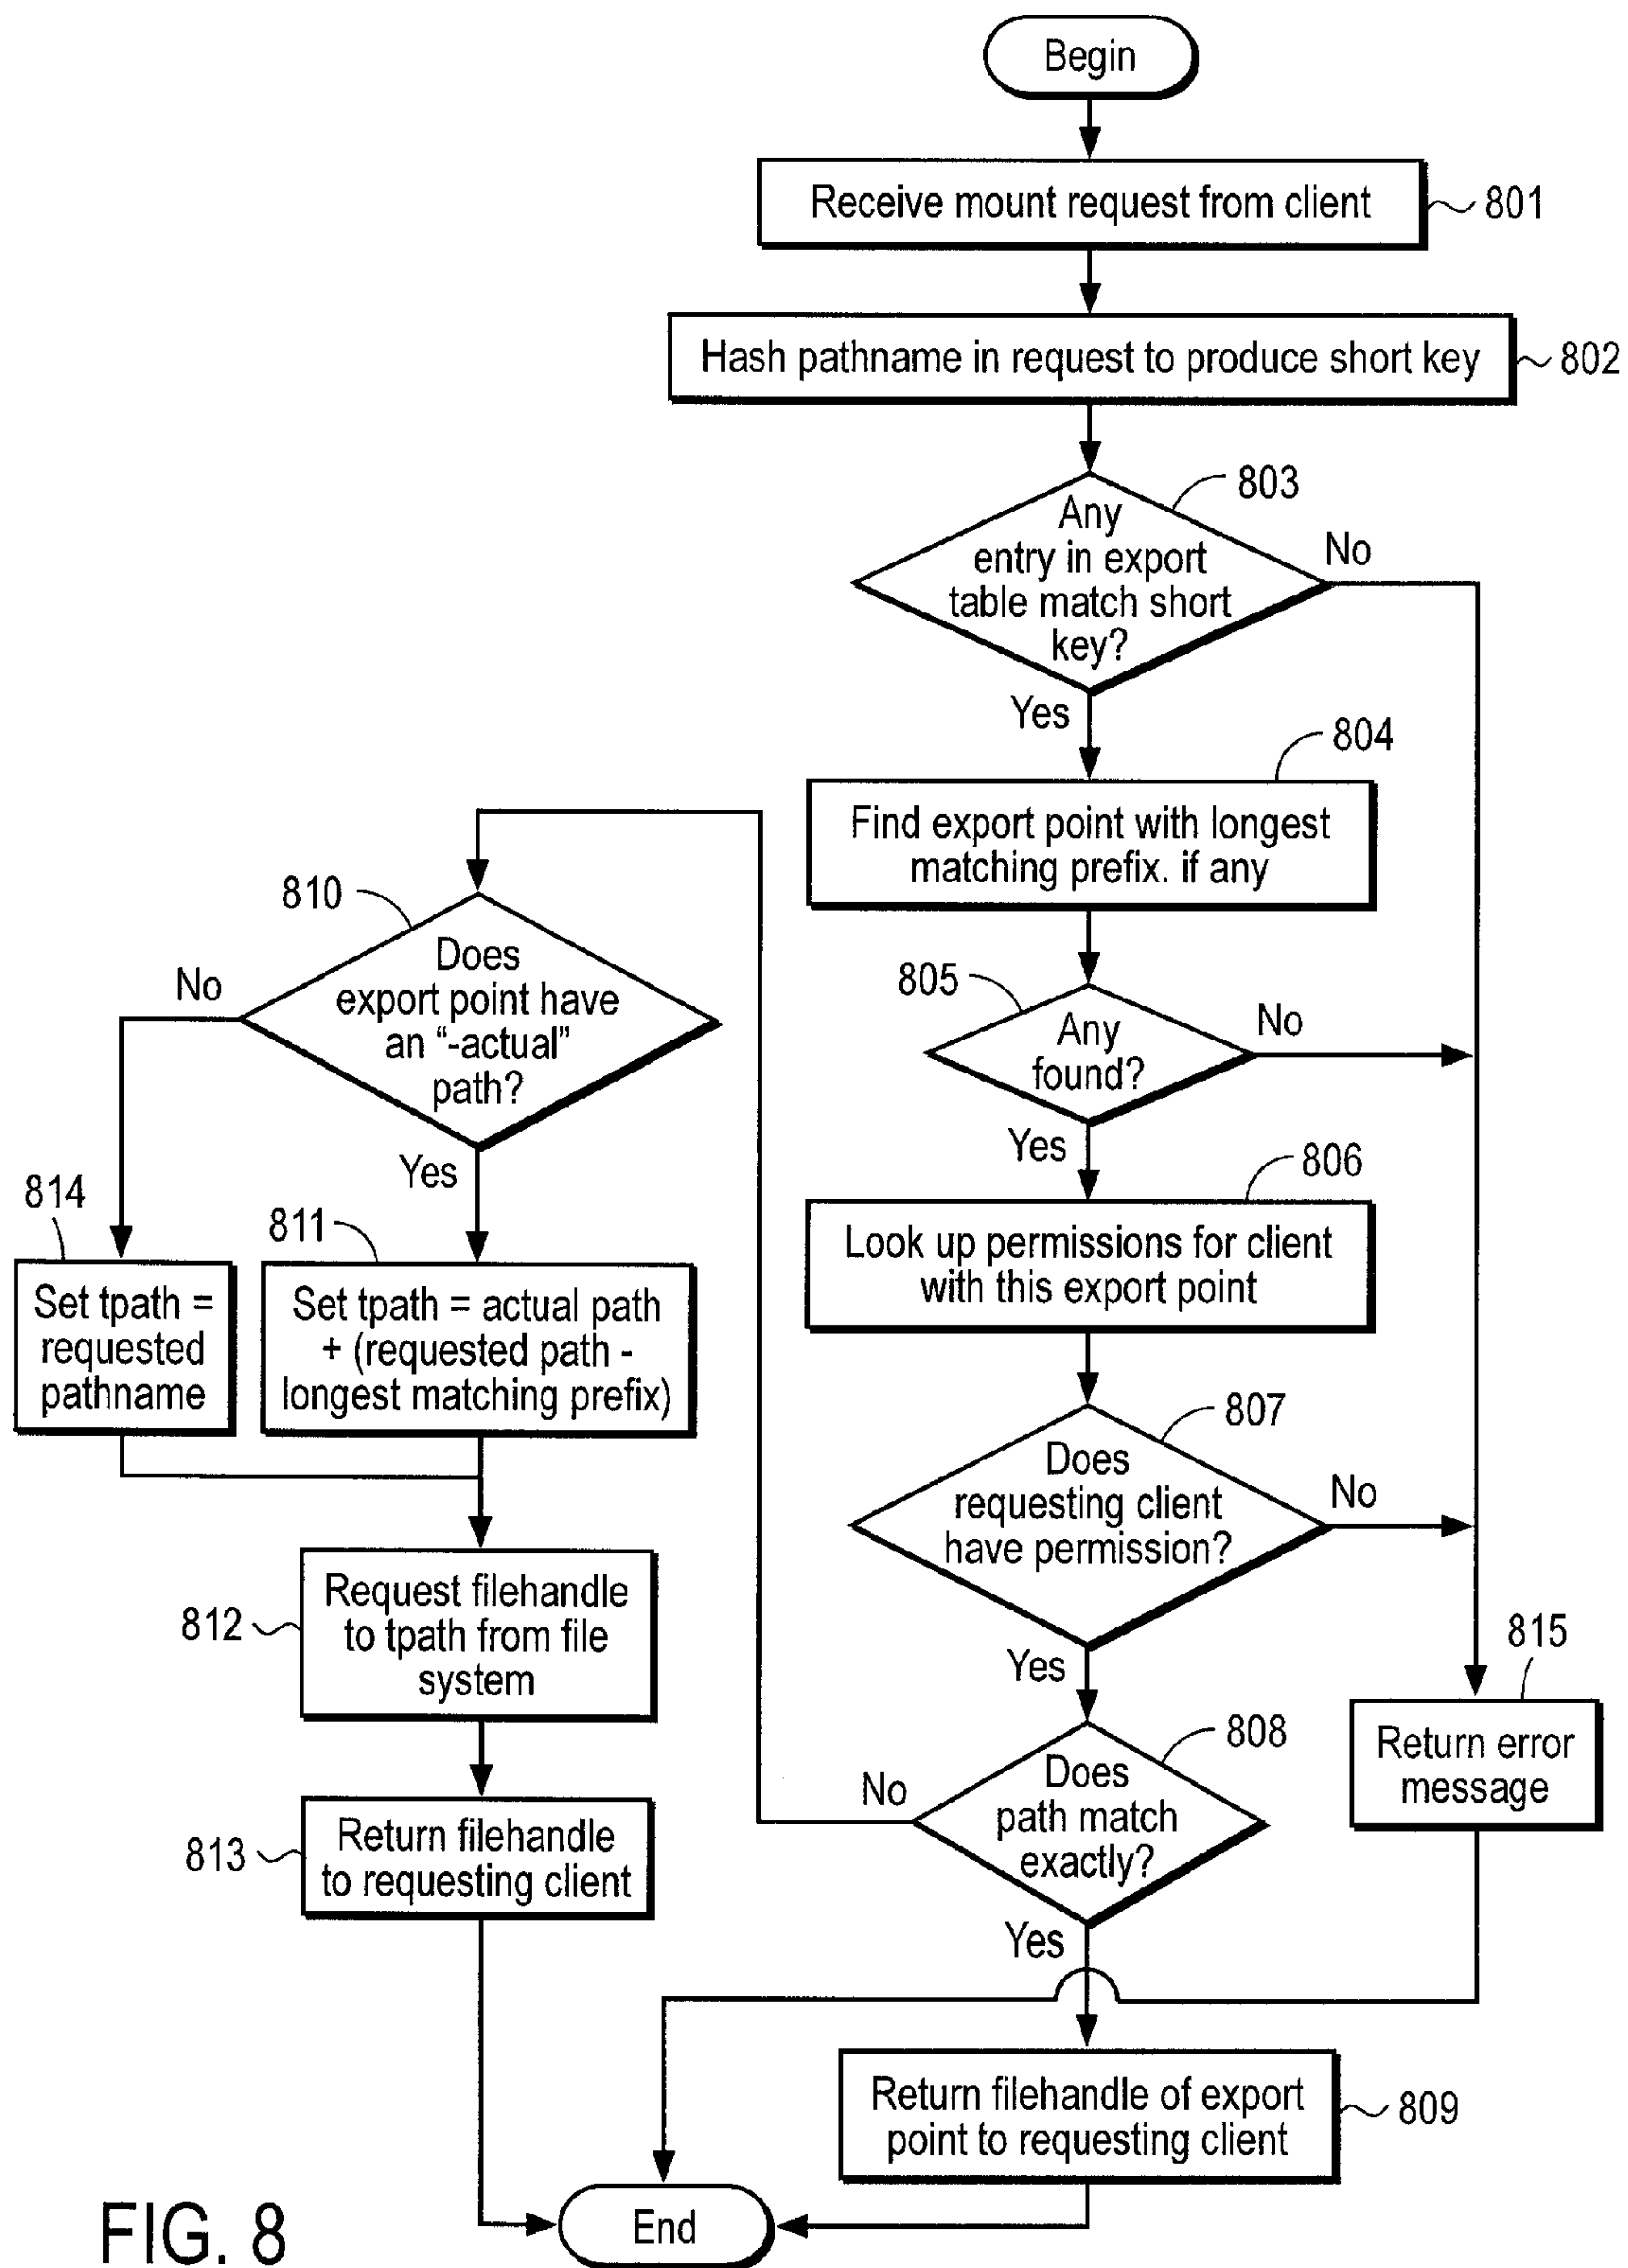 Begin
Receive mount request from client
801
Hash pathname in request to produce short key
802
803
Any
entry in export
table match short
key?
No
Yes
804
Find export point with longest
matching prefix. if any
805
Any
found?
No
Yes
806
Look up permissions for client
with this export point
807
Does
requesting client
have permission?
No
Yes
808
Does
path match
exactly?
No
Yes
815
Return error
message
809
Return filehandle of export
point to requesting client
810
Does
export point have
an “-actual”
path?
No
Yes
814
Set tpath =
requested
pathname
811
Set tpath = actual path
+ (requested path -
longest matching prefix)
812
Request filehandle
to tpath from file
system
813
Return filehandle
to requesting client
End
FIG. 8